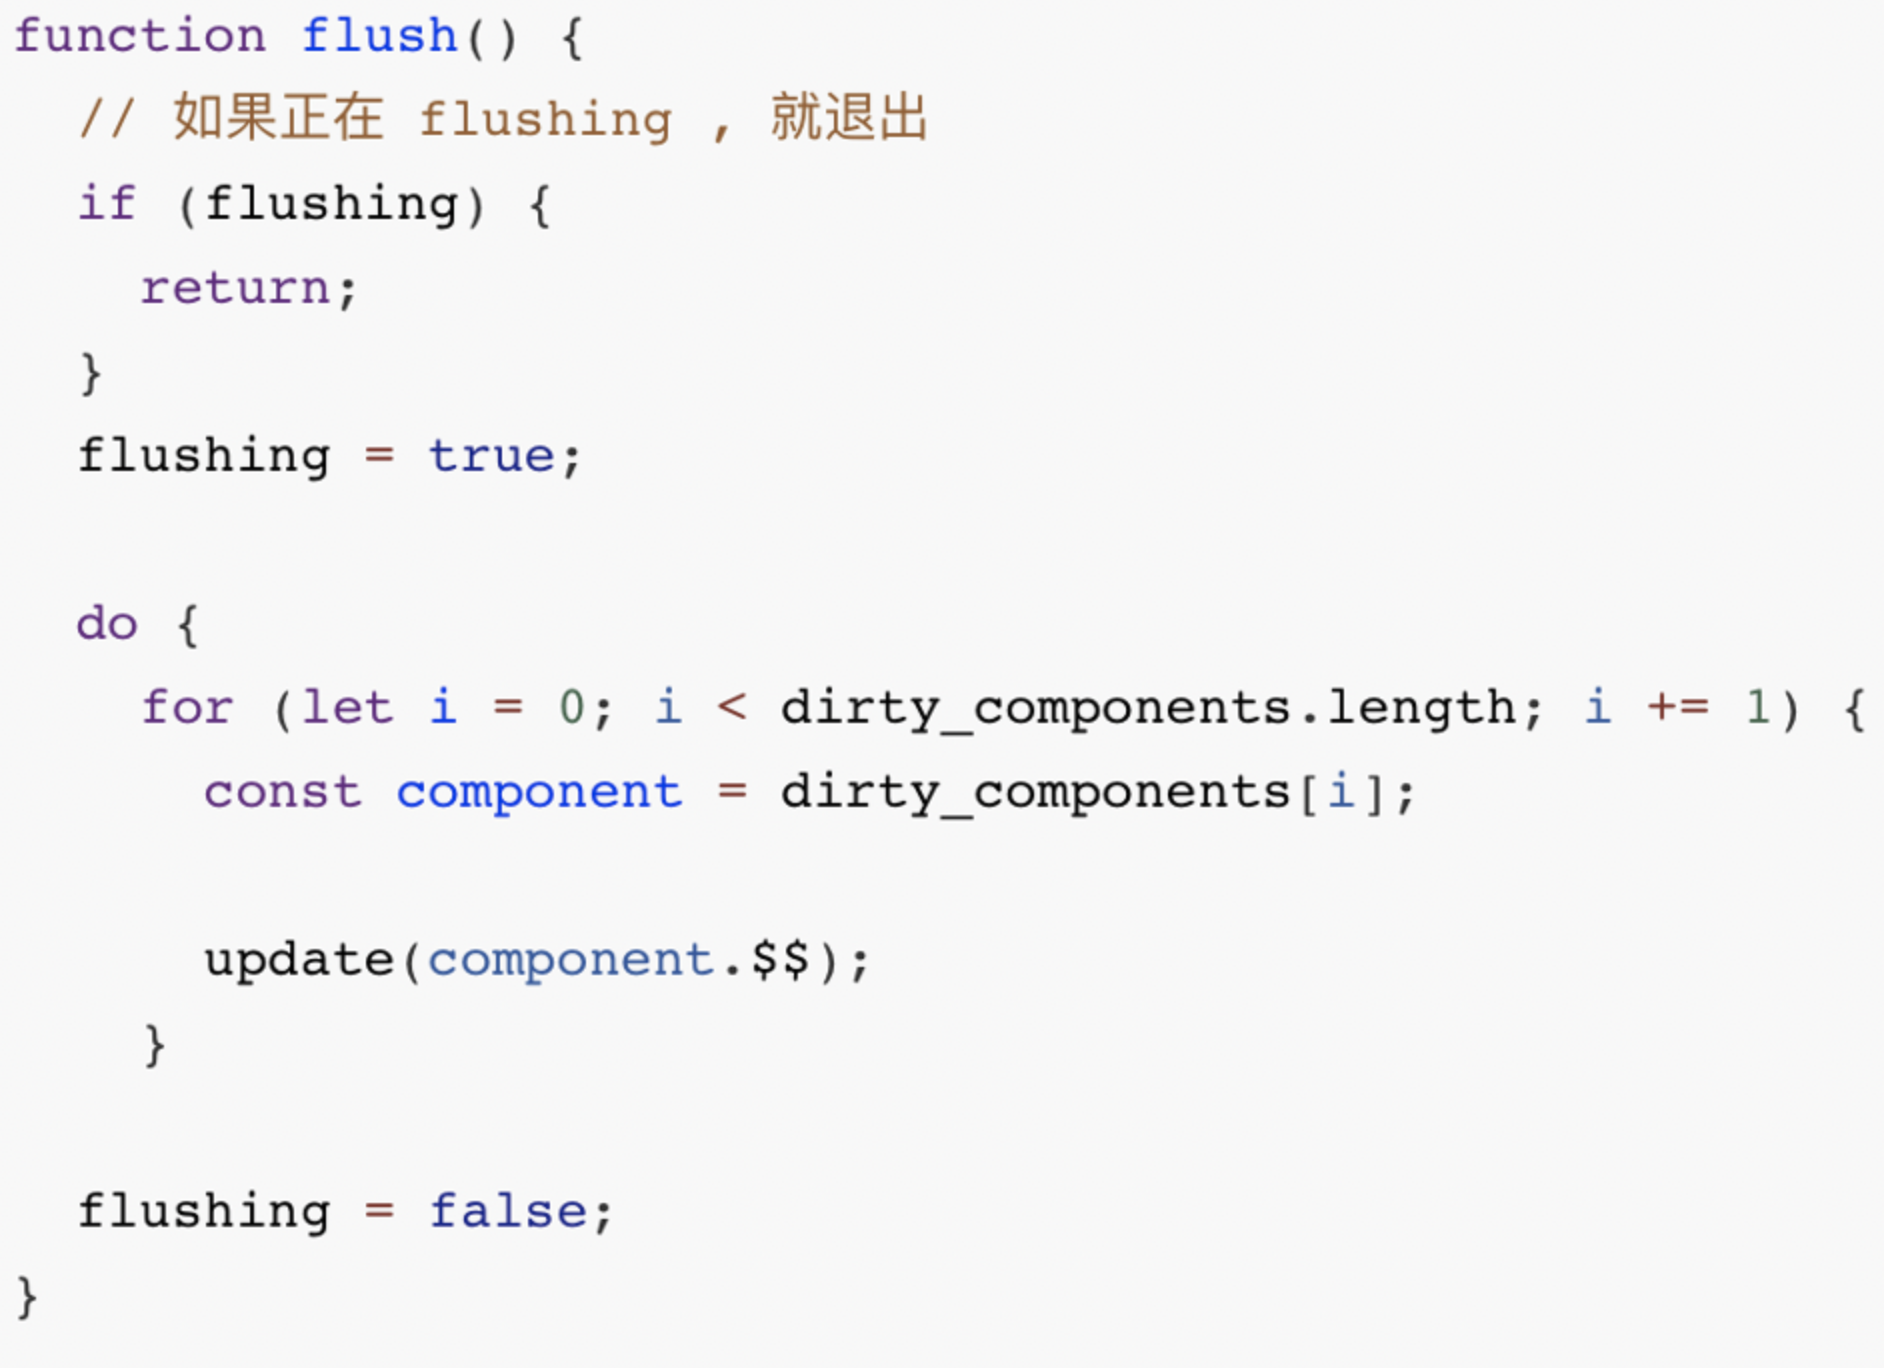 function flush() {
  // 如果正在 flushing , 就退出
  if (flushing) {
    return;
  }
  flushing = true;

  do {
    for (let i = 0; i < dirty_components.length; i += 1) {
      const component = dirty_components[i];

      update(component.$$);
    }

  flushing = false;
}